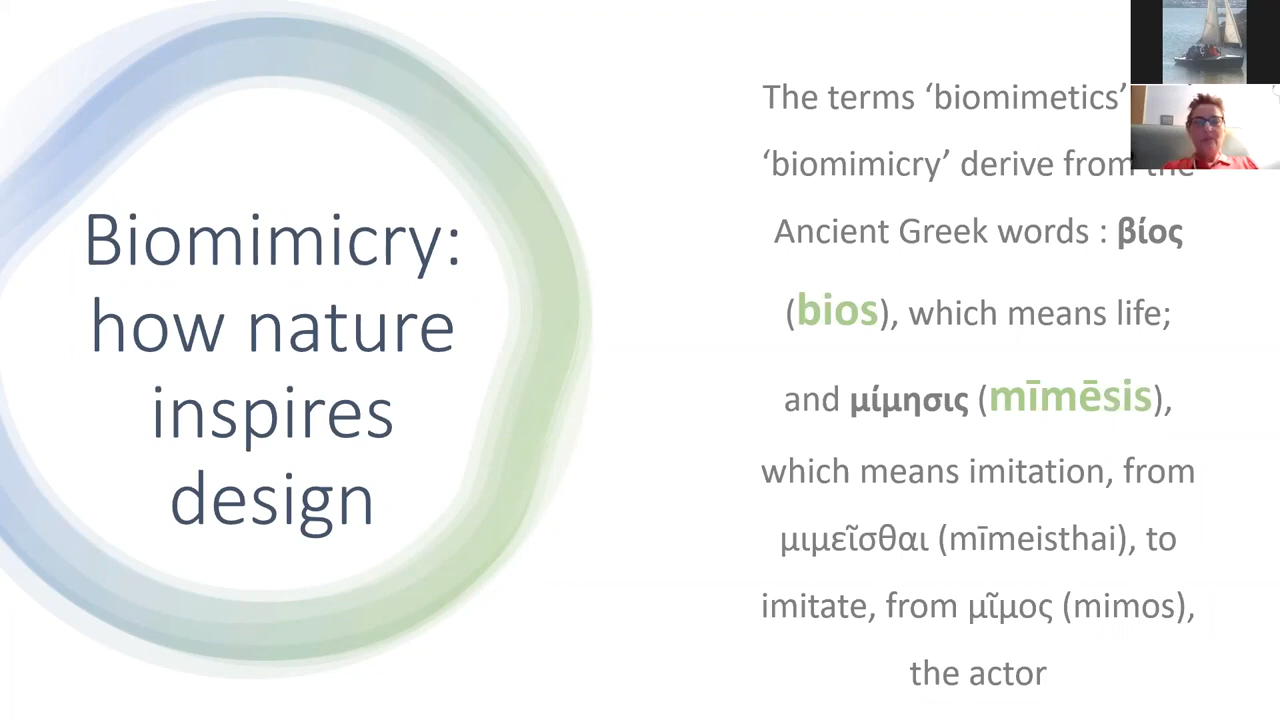 Biomimicry:
how nature
inspires
design
The terms ‘biomimetics’
‘biomimicry’ derive from the
Ancient Greek words : βίος
(bios), which means life;
and μίμησις (mīmēsis),
which means imitation, from
μιμεῖσθαι (mīmeisthai), to
imitate, from μῖμος (mimos),
the actor